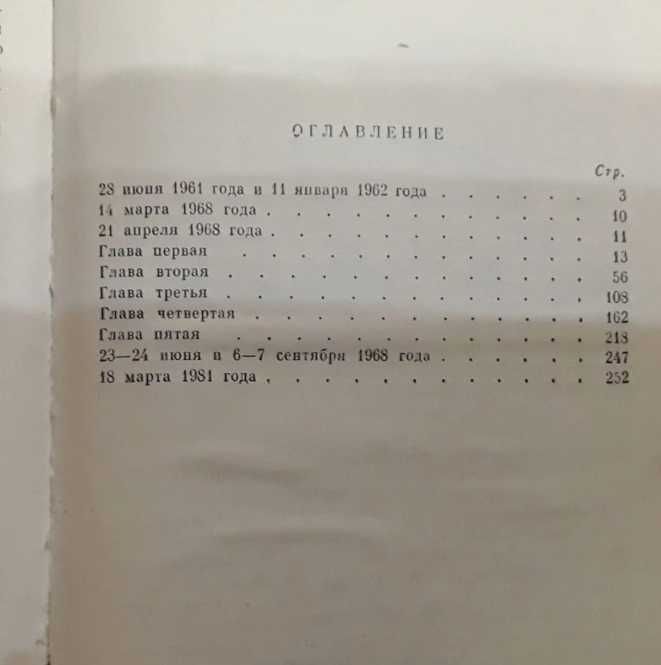 ОГЛАВЛЕНИЕ
Стр.
28 июня 1961 года и 11 января 1962 года . . . . . . 3
14 марта 1968 года . . . . . . . . . . . . 10
21 апреля 1968 года . . . . . . . . . . . . 11
Глава первая . . . . . . . . . . . . . 13
Глава вторая . . . . . . . . . . . . . 56
Глава третья . . . . . . . . . . . . . 108
Глава четвертая . . . . . . . . . . . . 162
Глава пятая . . . . . . . . . . . . . 218
23—24 июня и 6—7 сентября 1968 года . . . . . . 247
18 марта 1981 года . . . . . . . . . . . . 252